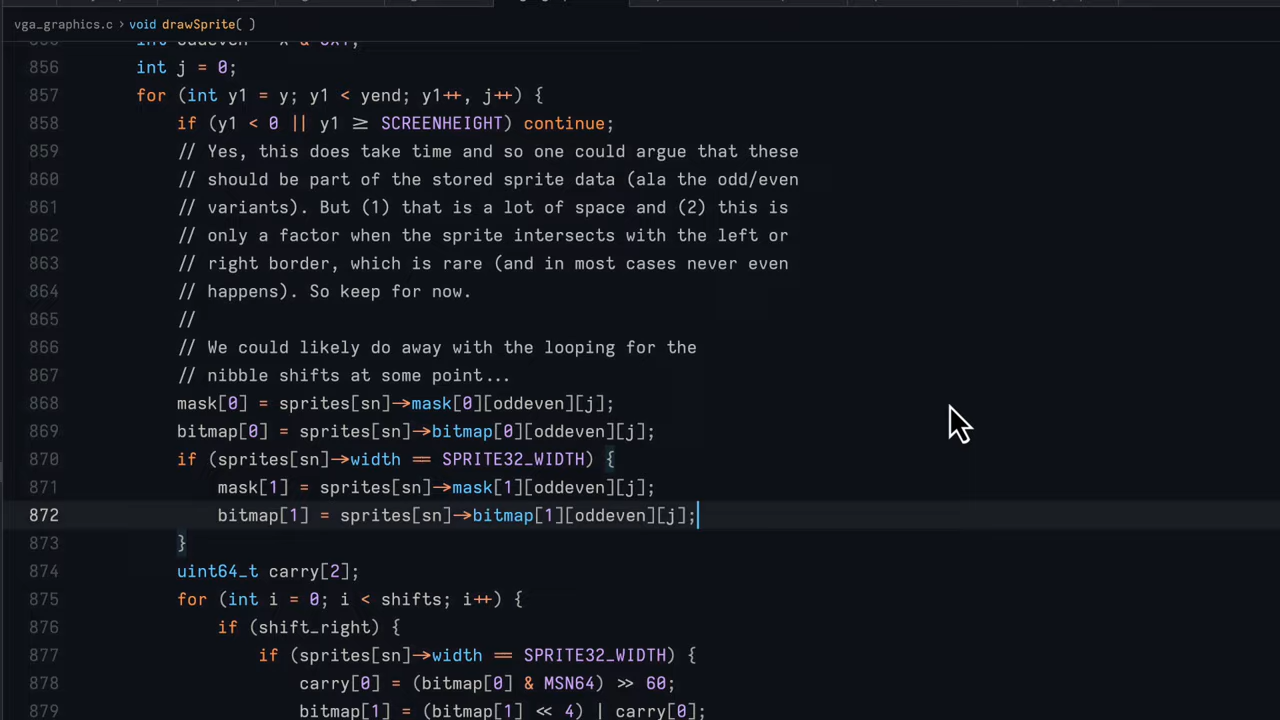 vga_graphics.c › void drawSprite( )
856 int j = 0;
857 for (int y1 = y; y1 < yend; y1++, j++) {
858 if (y1 < 0 || y1 >= SCREENHEIGHT) continue;
859 // Yes, this does take time and so one could argue that these
860 // should be part of the stored sprite data (ala the odd/even
861 // variants). But (1) that is a lot of space and (2) this is
862 // only a factor when the sprite intersects with the left or
863 // right border, which is rare (and in most cases never even
864 // happens). So keep for now.
865 //
866 // We could likely do away with the looping for the
867 // nibble shifts at some point...
868 mask[0] = sprites[sn]->mask[0][oddeven][j];
869 bitmap[0] = sprites[sn]->bitmap[0][oddeven][j];
870 if (sprites[sn]->width == SPRITE32_WIDTH) {
871 mask[1] = sprites[sn]->mask[1][oddeven][j];
872 bitmap[1] = sprites[sn]->bitmap[1][oddeven][j];
873 }
874 uint64_t carry[2];
875 for (int i = 0; i < shifts; i++) {
876 if (shift_right) {
877 if (sprites[sn]->width == SPRITE32_WIDTH) {
878 carry[0] = (bitmap[0] & MSN64) >> 60;
879 bitmap[1] = (bitmap[1] << 4) | carry[0];